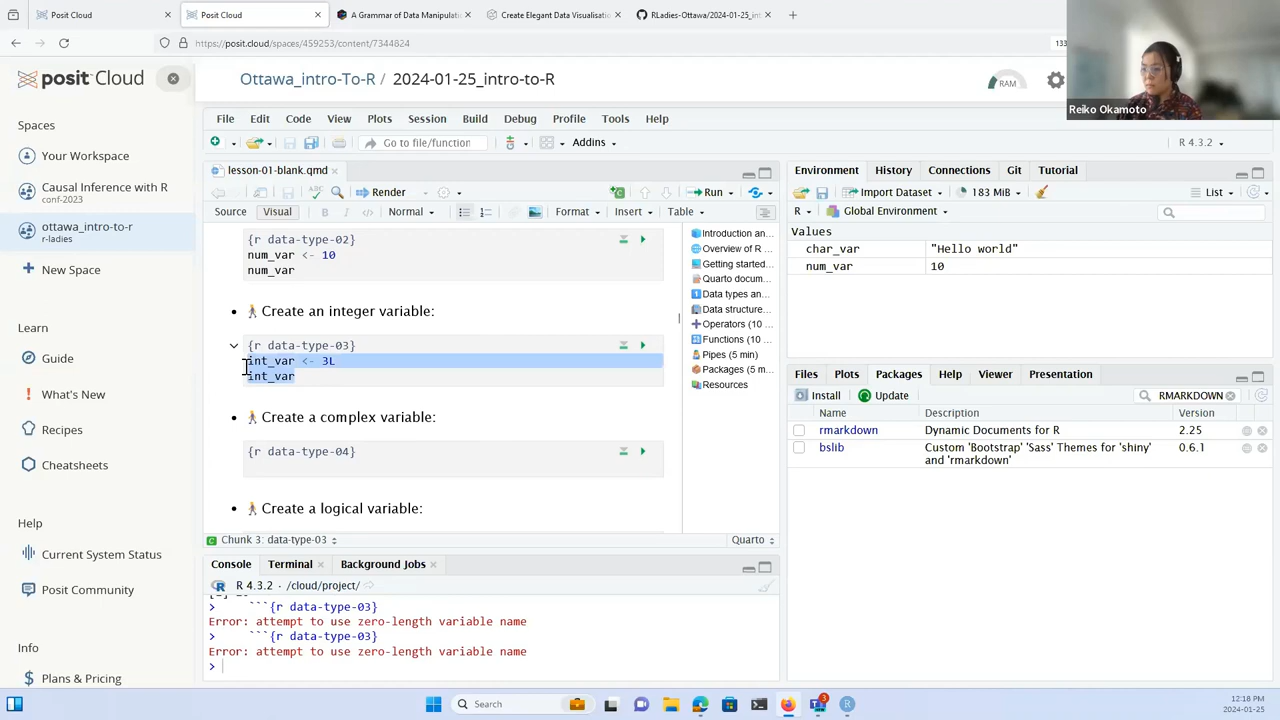 Posit Cloud
Posit Cloud
A Grammar of Data Manipulati
Create Elegant Data Visualisatio
RLadies-Ottawa/2024-01-25_int
https://posit.cloud/spaces/459253/content/7344824
133
posit Cloud
Ottawa_intro-To-R / 2024-01-25_intro-to-R
RAM
Reiko Okamoto
Spaces
Your Workspace
Causal Inference with R
conf-2023
ottawa_intro-to-r
r-ladies
New Space
Learn
Guide
What's New
Recipes
Cheatsheets
Help
Current System Status
Posit Community
Info
Plans & Pricing
File Edit Code View Plots Session Build Debug Profile Tools Help
Go to file/function
Addins
R 4.3.2
lesson-01-blank.qmd
Render
Run
Source Visual
B I
Normal
Format
Insert
Table
{r data-type-02}
num_var <- 10
num_var
Create an integer variable:
{r data-type-03}
int_var <- 3L
int_var
Create a complex variable:
{r data-type-04}
Create a logical variable:
Introduction an...
Overview of R ...
Getting started...
Quarto docum...
Data types an...
Data structure...
Operators (10 ...
Functions (10 ...
Pipes (5 min)
Packages (5 m...
Resources
Chunk 3: data-type-03
Quarto
Console Terminal Background Jobs
R 4.3.2 · /cloud/project/
> ```{r data-type-03}
Error: attempt to use zero-length variable name
> ```{r data-type-03}
Error: attempt to use zero-length variable name
>
Environment History Connections Git Tutorial
Import Dataset
183 MiB
List
R
Global Environment
Values
char_var "Hello world"
num_var 10
Files Plots Packages Help Viewer Presentation
Install
Update
RMARKDOWN
Name Description Version
rmarkdown Dynamic Documents for R 2.25
bslib Custom 'Bootstrap' 'Sass' Themes for 'shiny' 0.6.1
and 'rmarkdown'
Search
3
12:18 PM
2024-01-25